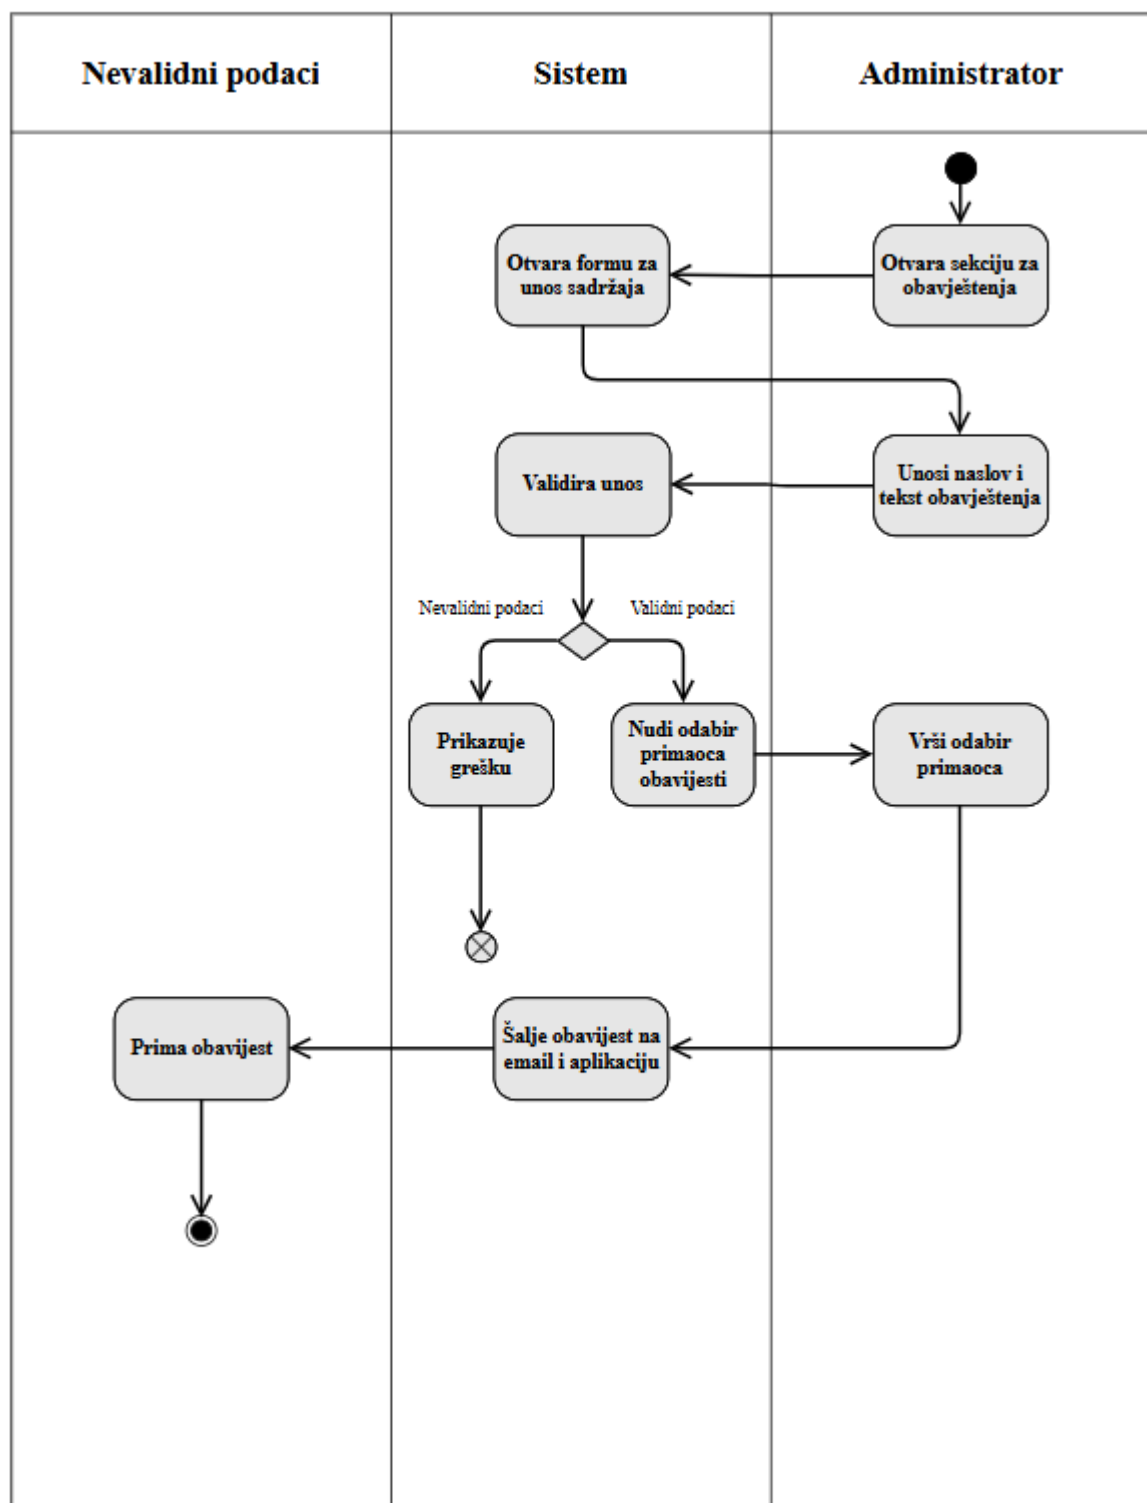 Nevalidni podaci
Sistem
Administrator
Otvara formu za
unos sadržaja
Otvara sekciju za
obavještenja
Validira unos
Unosi naslov i
tekst obavještenja
Nevalidni podaci
Validni podaci
Prikazuje
grešku
Nudi odabir
primaoca
obavijesti
Vrši odabir
primaoca
Prima obavijest
Šalje obavijest na
email i aplikaciju